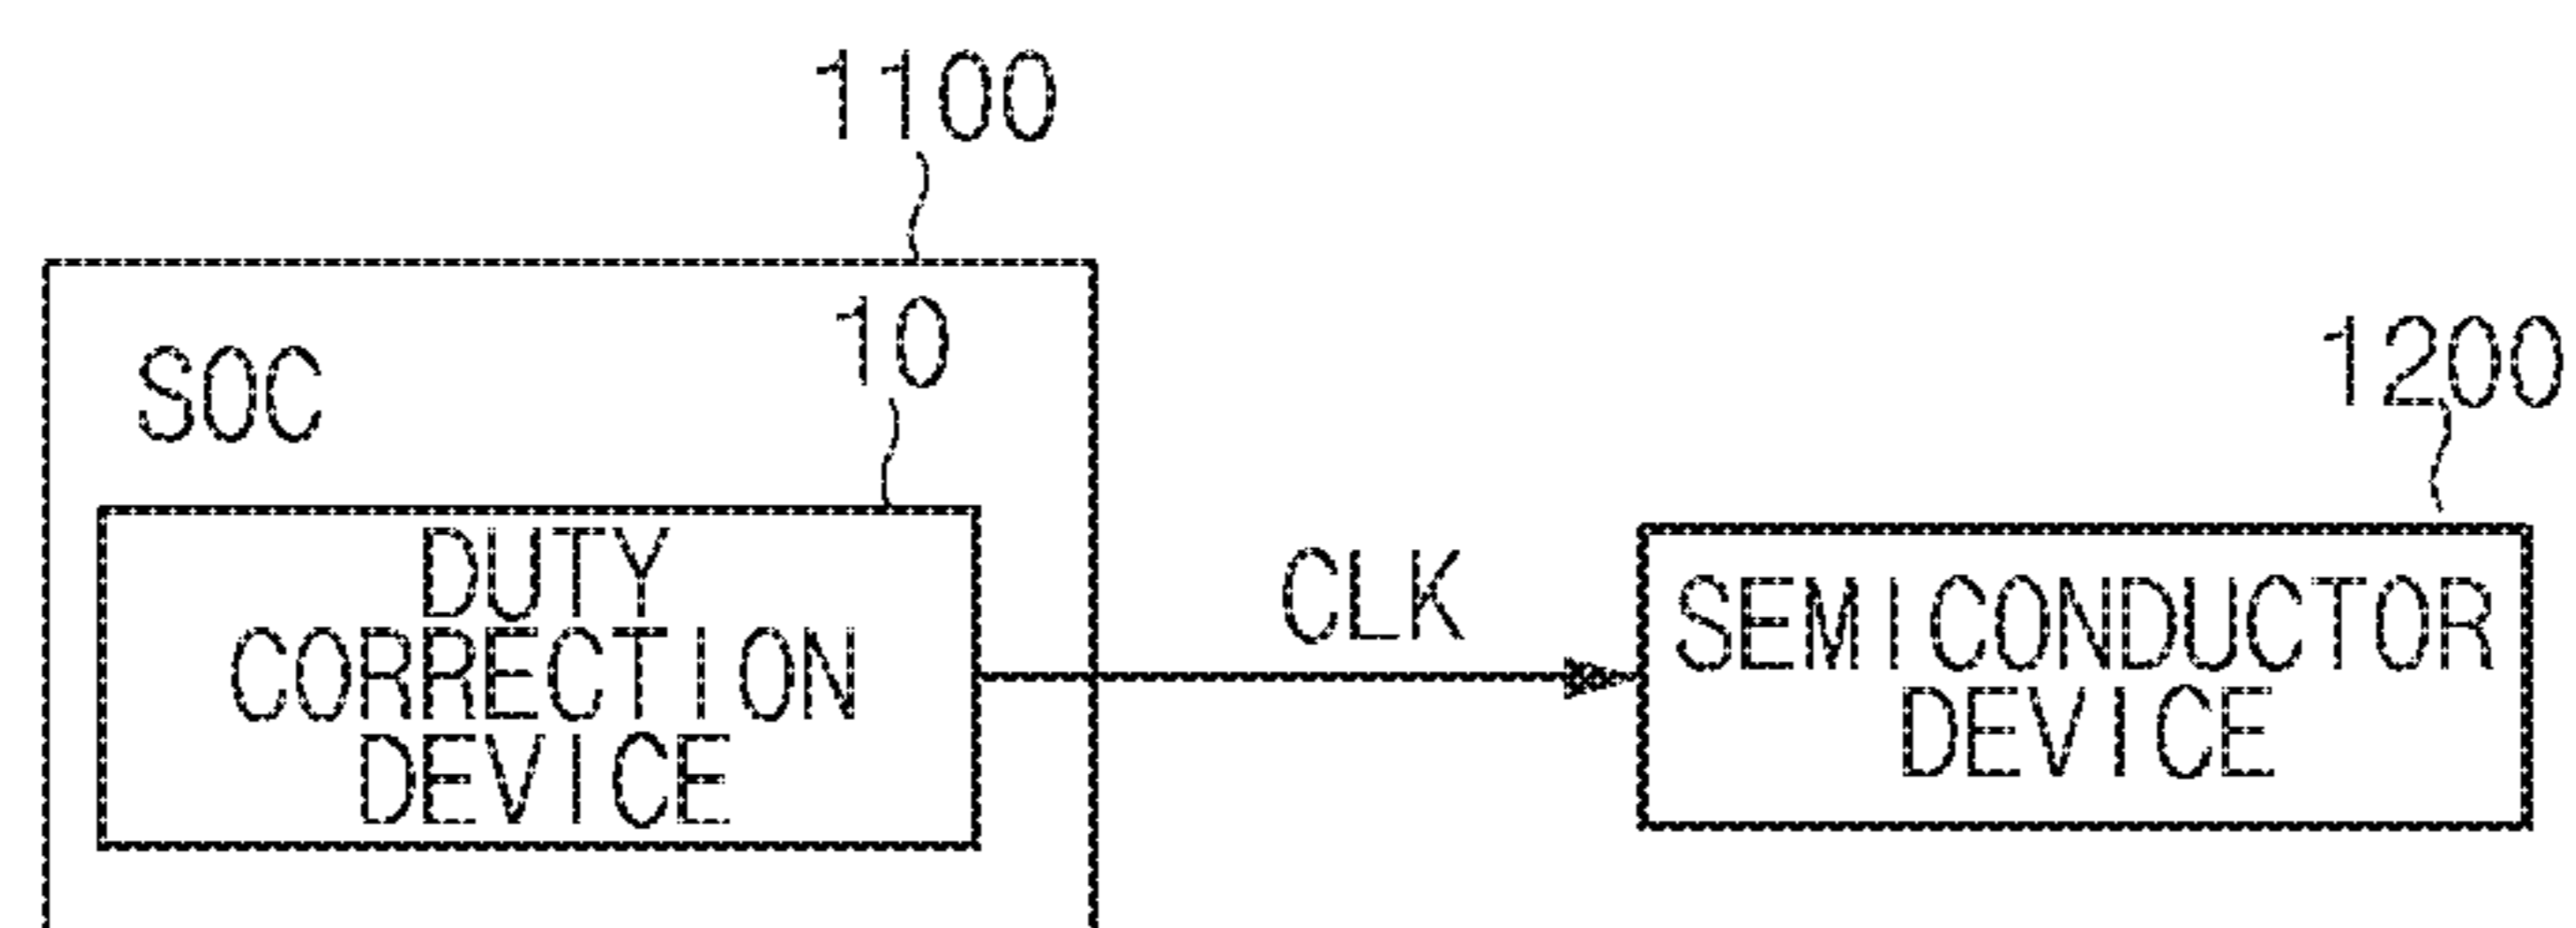 1100
10
SOC
1200
DUTY
CORRECTION
DEVICE
CLK
SEMICONDUCTOR
DEVICE